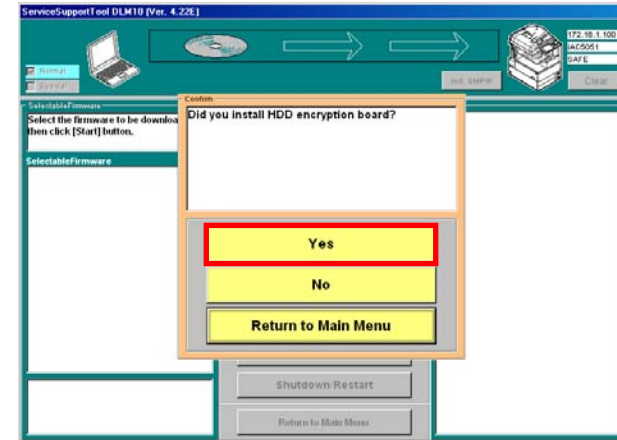 ServiceSupportTool DLM10 [Ver. 4.22E]
172.16.1.100
iAC5051
SAFE
Normal
Special
Clear
SelectableFirmware
Select the firmware to be downloa
then click [Start] button.
SelectableFirmware
Confirm
Did you install HDD encryption board?
Yes
No
Return to Main Menu
Shutdown/Restart
Return to Main Menu